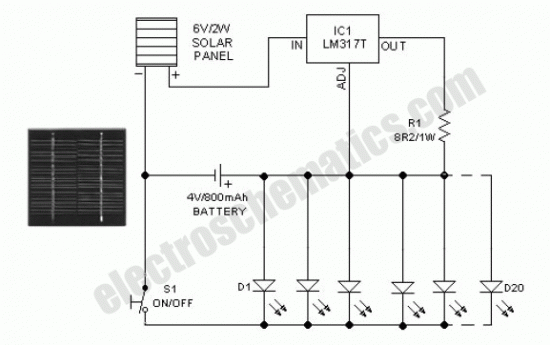 6V/2W
SOLAR
PANEL
- +
IN
IC1
LM317T
OUT
ADJ
R1
8R2/1W
+
4V/800mAh
BATTERY
S1
ON/OFF
D1
D20
electroschematics.com